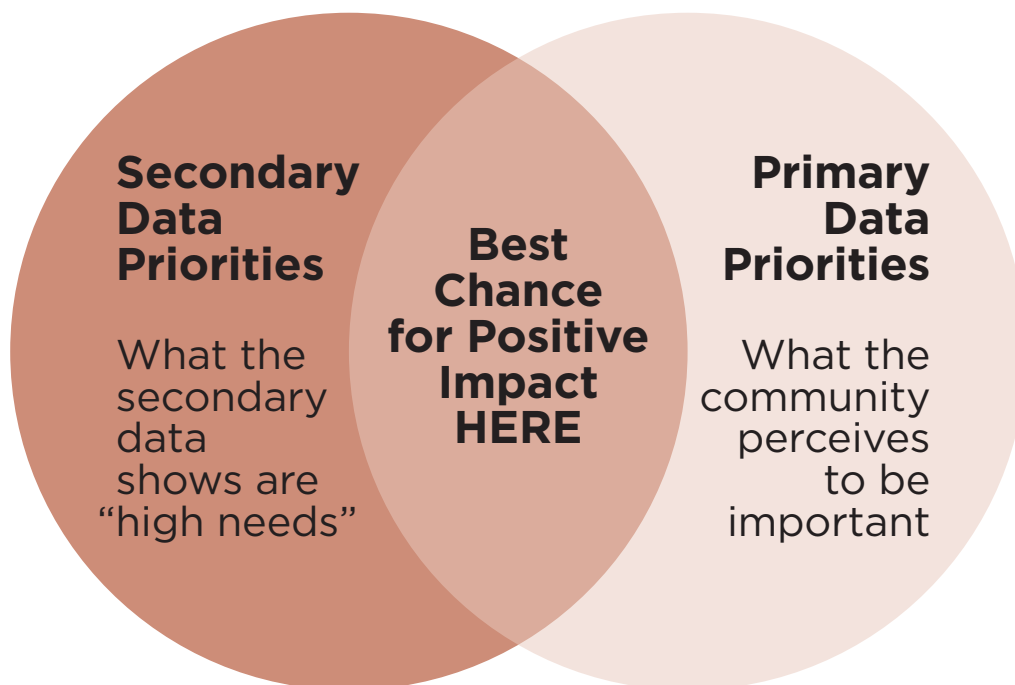 Secondary
Data
Priorities
What the
secondary
data
shows are
“high needs”
Best
Chance
for Positive
Impact
HERE
Primary
Data
Priorities
What the
community
perceives
to be
important